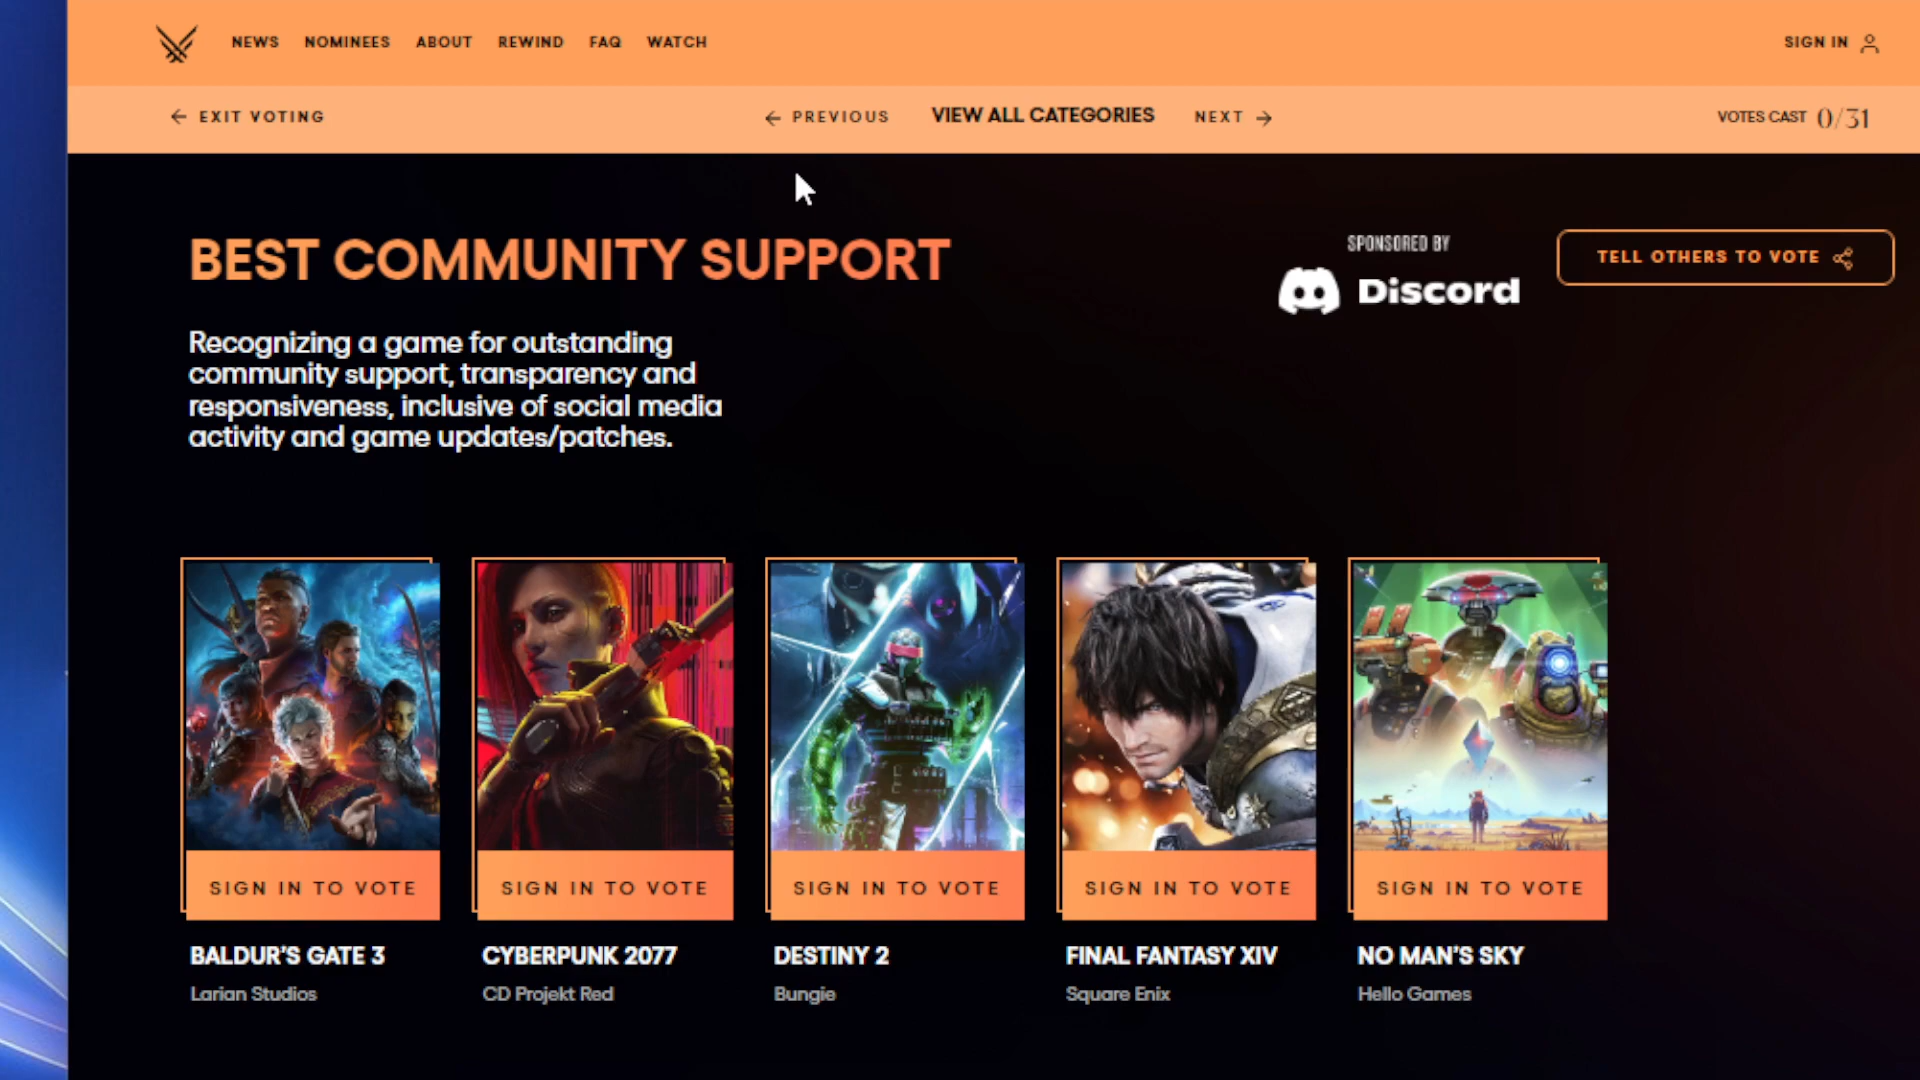 NEWS NOMINEES ABOUT REWIND FAQ WATCH SIGN IN
EXIT VOTING PREVIOUS VIEW ALL CATEGORIES NEXT VOTES CAST 0/31
BEST COMMUNITY SUPPORT
SPONSORED BY
Discord
TELL OTHERS TO VOTE
Recognizing a game for outstanding
community support, transparency and
responsiveness, inclusive of social media
activity and game updates/patches.
SIGN IN TO VOTE SIGN IN TO VOTE SIGN IN TO VOTE SIGN IN TO VOTE SIGN IN TO VOTE
BALDUR'S GATE 3 CYBERPUNK 2077 DESTINY 2 FINAL FANTASY XIV NO MAN'S SKY
Larian Studios CD Projekt Red Bungie Square Enix Hello Games